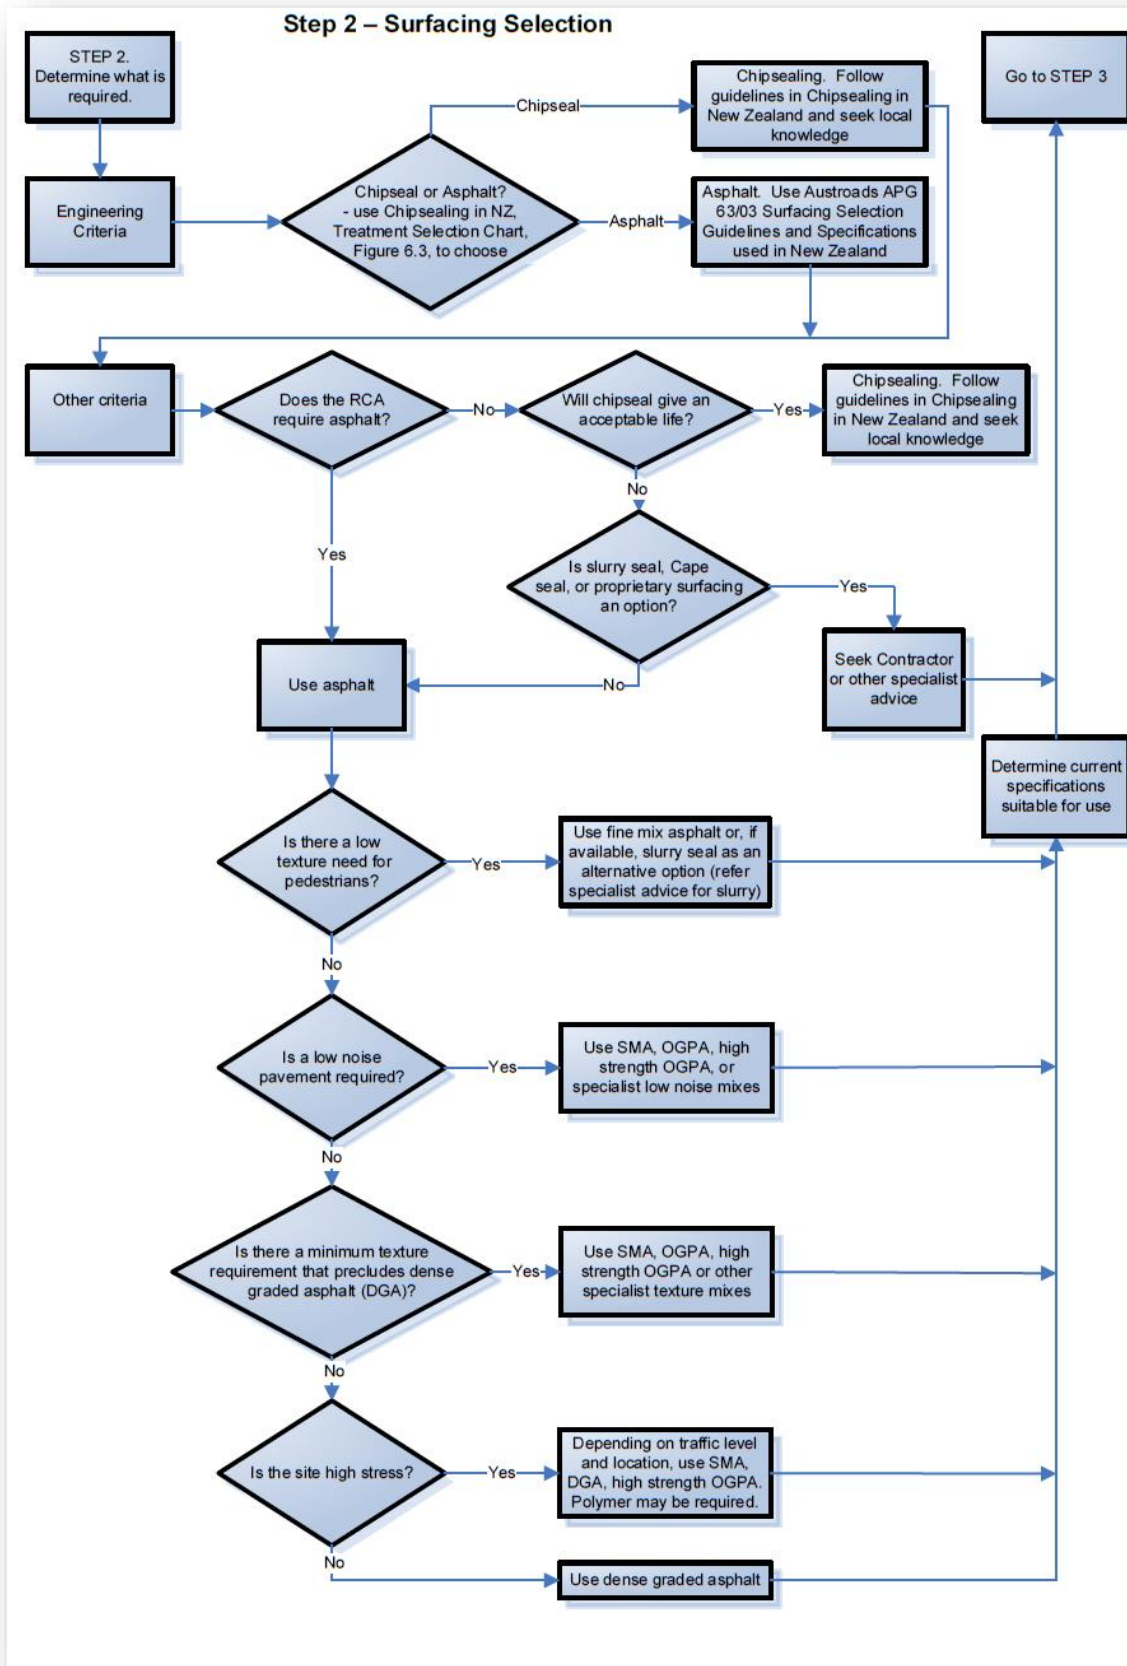 Step 2 – Surfacing Selection
STEP 2.
Determine what is
required.
Chipseal
Chipsealing. Follow
guidelines in Chipsealing in
New Zealand and seek local
knowledge
Go to STEP 3
Engineering
Criteria
Chipseal or Asphalt?
- use Chipsealing in NZ,
Treatment Selection Chart,
Figure 6.3, to choose
Asphalt
Asphalt. Use Austroads APG
63/03 Surfacing Selection
Guidelines and Specifications
used in New Zealand
Other criteria
Does the RCA
require asphalt?
No
Will chipseal give an
acceptable life?
Yes
Chipsealing. Follow
guidelines in Chipsealing
in New Zealand and seek
local knowledge
No
Yes
Is slurry seal, Cape
seal, or proprietary surfacing
an option?
Yes
Seek Contractor
or other specialist
advice
Use asphalt
No
Determine current
specifications
suitable for use
Is there a low
texture need for
pedestrians?
Yes
Use fine mix asphalt or, if
available, slurry seal as an
alternative option (refer
specialist advice for slurry)
No
Is a low noise
pavement required?
Yes
Use SMA, OGPA, high
strength OGPA, or
specialist low noise mixes
No
Is there a minimum texture
requirement that precludes dense
graded asphalt (DGA)?
Yes
Use SMA, OGPA, high
strength OGPA or other
specialist texture mixes
No
Is the site high stress?
Yes
Depending on traffic level
and location, use SMA,
DGA, high strength OGPA.
Polymer may be required.
No
Use dense graded asphalt